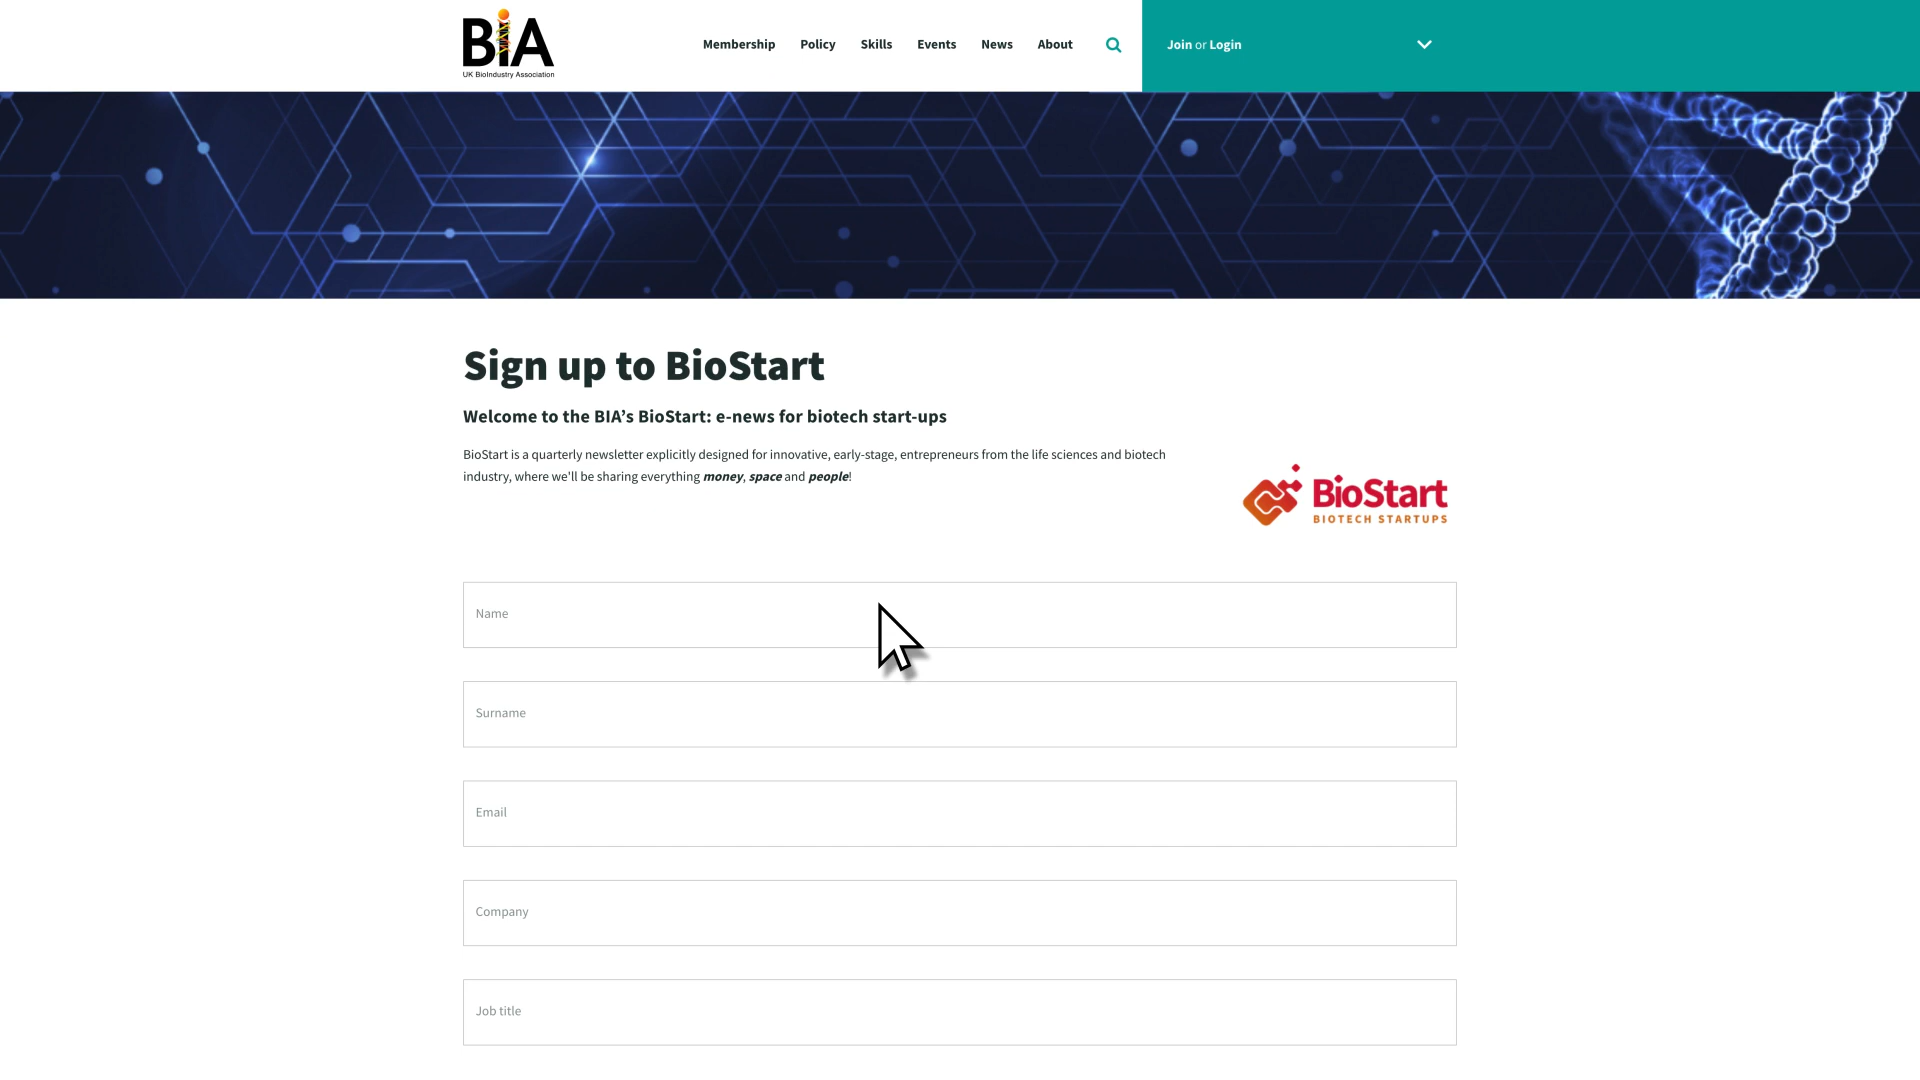 BiA
UK BioIndustry Association
Membership Policy Skills Events News About
Join or Login
Sign up to BioStart
Welcome to the BIA’s BioStart: e-news for biotech start-ups
BioStart is a quarterly newsletter explicitly designed for innovative, early-stage, entrepreneurs from the life sciences and biotech
industry, where we'll be sharing everything money, space and people!
BioStart
BIOTECH STARTUPS
Name
Surname
Email
Company
Job title